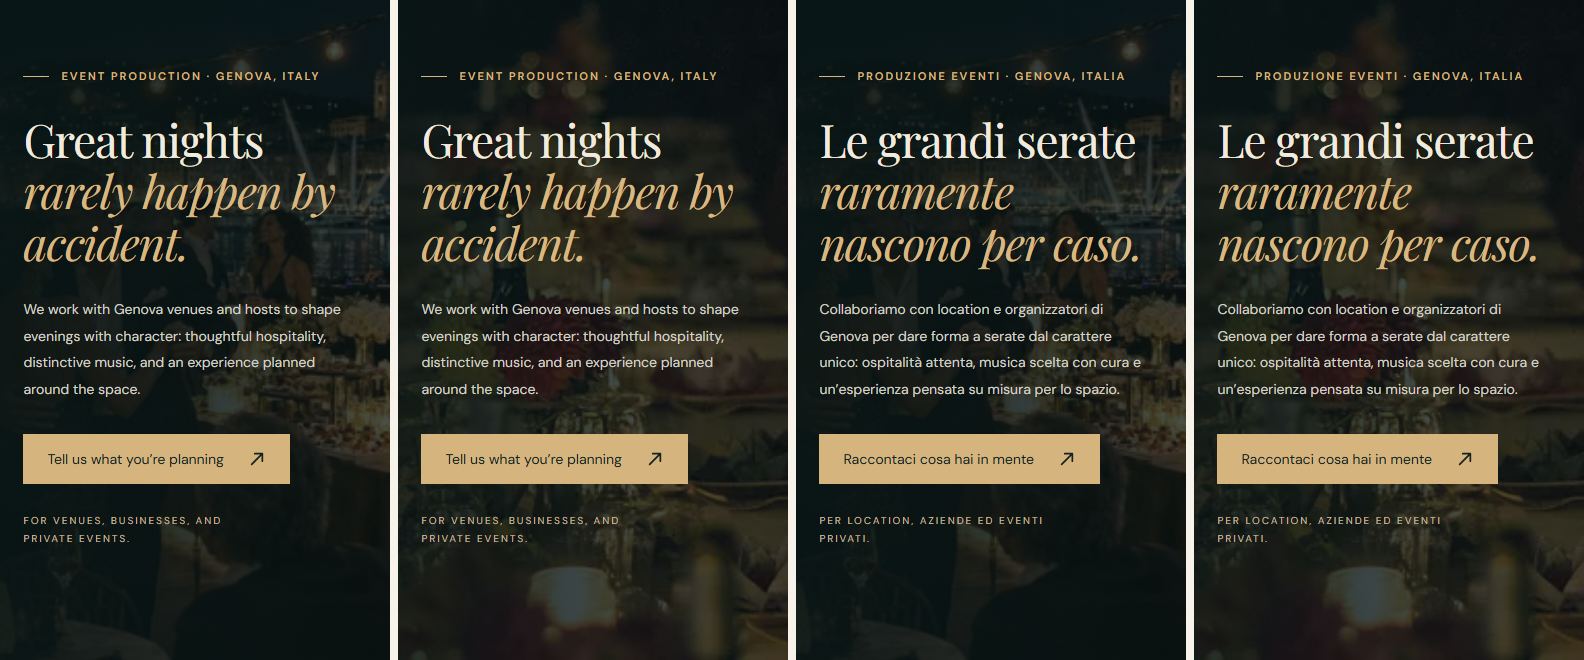 EVENT PRODUCTION · GENOVA, ITALY
Great nights
rarely happen by
accident.
We work with Genova venues and hosts to shape
evenings with character: thoughtful hospitality,
distinctive music, and an experience planned
around the space.
Tell us what you’re planning
FOR VENUES, BUSINESSES, AND
PRIVATE EVENTS.
EVENT PRODUCTION · GENOVA, ITALY
Great nights
rarely happen by
accident.
We work with Genova venues and hosts to shape
evenings with character: thoughtful hospitality,
distinctive music, and an experience planned
around the space.
Tell us what you’re planning
FOR VENUES, BUSINESSES, AND
PRIVATE EVENTS.
PRODUZIONE EVENTI · GENOVA, ITALIA
Le grandi serate
raramente
nascono per caso.
Collaboriamo con location e organizzatori di
Genova per dare forma a serate dal carattere
unico: ospitalità attenta, musica scelta con cura e
un’esperienza pensata su misura per lo spazio.
Raccontaci cosa hai in mente
PER LOCATION, AZIENDE ED EVENTI
PRIVATI.
PRODUZIONE EVENTI · GENOVA, ITALIA
Le grandi serate
raramente
nascono per caso.
Collaboriamo con location e organizzatori di
Genova per dare forma a serate dal carattere
unico: ospitalità attenta, musica scelta con cura e
un’esperienza pensata su misura per lo spazio.
Raccontaci cosa hai in mente
PER LOCATION, AZIENDE ED EVENTI
PRIVATI.